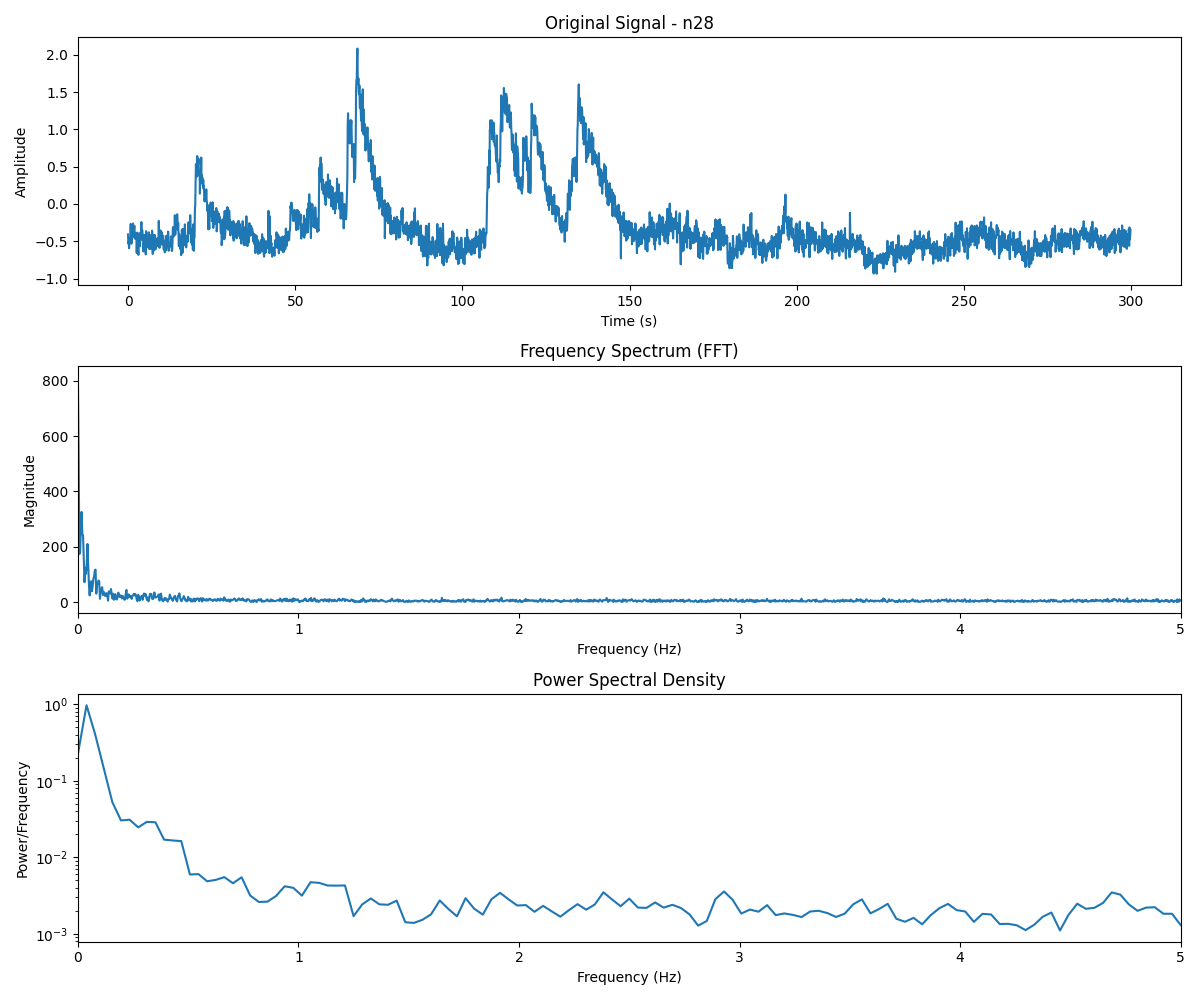 Original Signal - n28
2.0
1.5
1.0
0.5
0.0
−0.5
−1.0
Amplitude
0 50 100 150 200 250 300
Time (s)
Frequency Spectrum (FFT)
800
600
400
200
0
Magnitude
0 1 2 3 4 5
Frequency (Hz)
Power Spectral Density
10⁰
10⁻¹
10⁻²
10⁻³
Power/Frequency
0 1 2 3 4 5
Frequency (Hz)